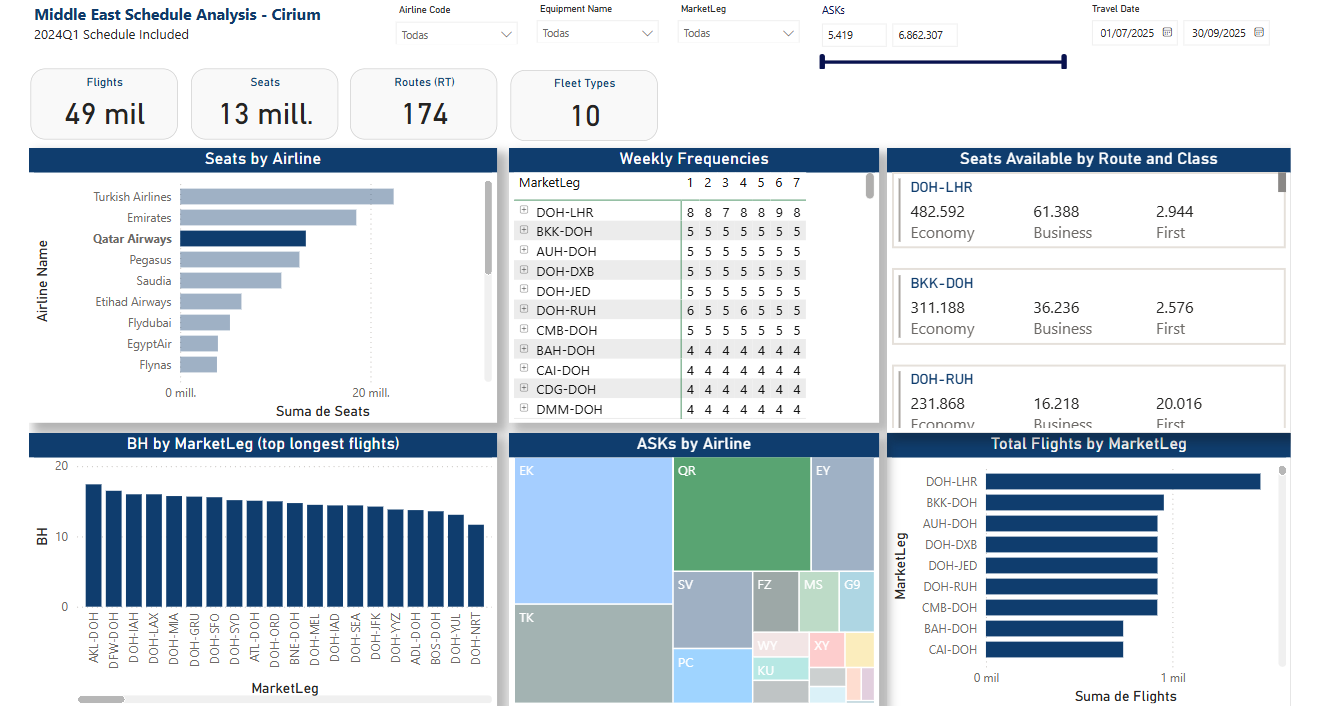 Middle East Schedule Analysis - Cirium
2024Q1 Schedule Included
Airline Code
Todas
Equipment Name
Todas
MarketLeg
Todas
ASKs
5.419 6.862.307
Travel Date
01/07/2025 30/09/2025
Flights
49 mil
Seats
13 mill.
Routes (RT)
174
Fleet Types
10
Seats by Airline
Airline Name
Turkish Airlines
Emirates
Qatar Airways
Pegasus
Saudia
Etihad Airways
Flydubai
EgyptAir
Flynas
0 mill. 20 mill.
Suma de Seats
Weekly Frequencies
MarketLeg 1 2 3 4 5 6 7
DOH-LHR 8 8 7 8 8 9 8
BKK-DOH 5 5 5 5 5 5 5
AUH-DOH 5 5 5 5 5 5 5
DOH-DXB 5 5 5 5 5 5 5
DOH-JED 5 5 5 5 5 5 5
DOH-RUH 6 5 5 6 5 5 5
CMB-DOH 5 5 5 5 5 5 5
BAH-DOH 4 4 4 4 4 4 4
CAI-DOH 4 4 4 4 4 4 4
CDG-DOH 4 4 4 4 4 4 4
DMM-DOH 4 4 4 4 4 4 4
Seats Available by Route and Class
DOH-LHR
482.592 61.388 2.944
Economy Business First
BKK-DOH
311.188 36.236 2.576
Economy Business First
DOH-RUH
231.868 16.218 20.016
Economy Business First
BH by MarketLeg (top longest flights)
BH
20
10
0
AKL-DOH
DFW-DOH
DOH-IAH
DOH-LAX
DOH-MIA
DOH-GRU
DOH-SFO
DOH-SYD
ATL-DOH
DOH-ORD
BNE-DOH
DOH-MEL
DOH-IAD
DOH-SEA
DOH-JFK
DOH-YYZ
ADL-DOH
BOS-DOH
DOH-YUL
DOH-NRT
MarketLeg
ASKs by Airline
EK
QR
EY
TK
SV
FZ
MS
G9
PC
WY
XY
KU
Total Flights by MarketLeg
MarketLeg
DOH-LHR
BKK-DOH
AUH-DOH
DOH-DXB
DOH-JED
DOH-RUH
CMB-DOH
BAH-DOH
CAI-DOH
0 mil 1 mil
Suma de Flights